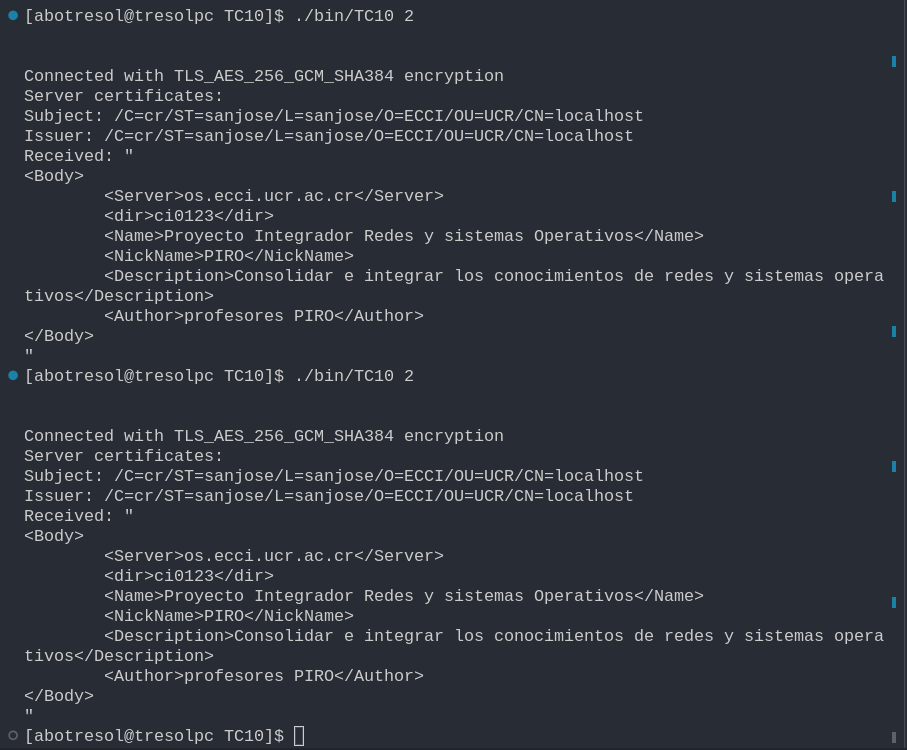 [abotresol@tresolpc TC10]$ ./bin/TC10 2
Connected with TLS_AES_256_GCM_SHA384 encryption
Server certificates:
Subject: /C=cr/ST=sanjose/L=sanjose/O=ECCI/OU=UCR/CN=localhost
Issuer: /C=cr/ST=sanjose/L=sanjose/O=ECCI/OU=UCR/CN=localhost
Received: "
<Body>
        <Server>os.ecci.ucr.ac.cr</Server>
        <dir>ci0123</dir>
        <Name>Proyecto Integrador Redes y sistemas Operativos</Name>
        <NickName>PIRO</NickName>
        <Description>Consolidar e integrar los conocimientos de redes y sistemas opera
tivos</Description>
        <Author>profesores PIRO</Author>
</Body>
"
[abotresol@tresolpc TC10]$ ./bin/TC10 2
Connected with TLS_AES_256_GCM_SHA384 encryption
Server certificates:
Subject: /C=cr/ST=sanjose/L=sanjose/O=ECCI/OU=UCR/CN=localhost
Issuer: /C=cr/ST=sanjose/L=sanjose/O=ECCI/OU=UCR/CN=localhost
Received: "
<Body>
        <Server>os.ecci.ucr.ac.cr</Server>
        <dir>ci0123</dir>
        <Name>Proyecto Integrador Redes y sistemas Operativos</Name>
        <NickName>PIRO</NickName>
        <Description>Consolidar e integrar los conocimientos de redes y sistemas opera
tivos</Description>
        <Author>profesores PIRO</Author>
</Body>
"
[abotresol@tresolpc TC10]$